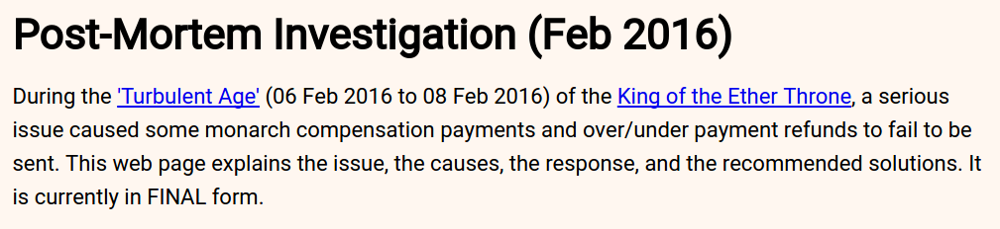 Post-Mortem Investigation (Feb 2016)
During the 'Turbulent Age' (06 Feb 2016 to 08 Feb 2016) of the King of the Ether Throne, a serious
issue caused some monarch compensation payments and over/under payment refunds to fail to be
sent. This web page explains the issue, the causes, the response, and the recommended solutions. It
is currently in FINAL form.